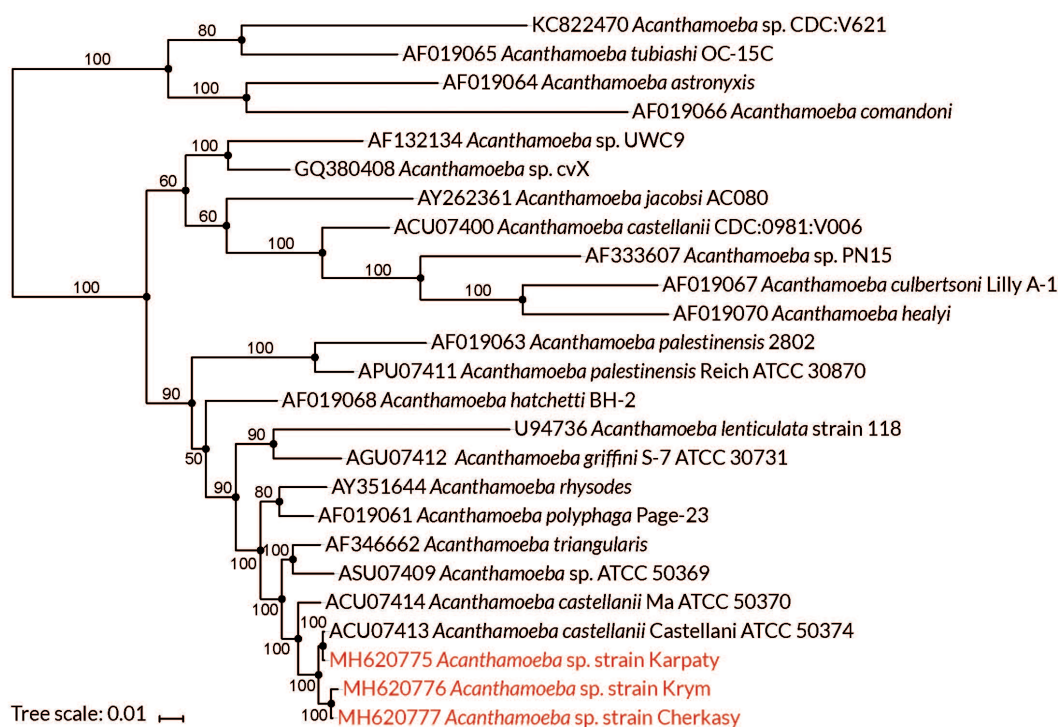 KC822470 Acanthamoeba sp. CDC:V621
80
AF019065 Acanthamoeba tubiashi OC-15C
100
AF019064 Acanthamoeba astronyxis
100
AF019066 Acanthamoeba comandoni
AF132134 Acanthamoeba sp. UWC9
100
GQ380408 Acanthamoeba sp. cvX
60
AY262361 Acanthamoeba jacobsi AC080
60
ACU07400 Acanthamoeba castellanii CDC:0981:V006
100
AF333607 Acanthamoeba sp. PN15
100
AF019067 Acanthamoeba culbertsoni Lilly A-1
100
100
AF019070 Acanthamoeba healyi
AF019063 Acanthamoeba palestinensis 2802
100
APU07411 Acanthamoeba palestinensis Reich ATCC 30870
90
AF019068 Acanthamoeba hatchetti BH-2
U94736 Acanthamoeba lenticulata strain 118
90
50
AGU07412 Acanthamoeba griffini S-7 ATCC 30731
90
AY351644 Acanthamoeba rhysodes
80
AF019061 Acanthamoeba polyphaga Page-23
AF346662 Acanthamoeba triangularis
100
100
ASU07409 Acanthamoeba sp. ATCC 50369
100
ACU07414 Acanthamoeba castellanii Ma ATCC 50370
100
ACU07413 Acanthamoeba castellanii Castellani ATCC 50374
100
MH620775 Acanthamoeba sp. strain Karpaty
100
MH620776 Acanthamoeba sp. strain Krym
100
MH620777 Acanthamoeba sp. strain Cherkasy
Tree scale: 0.01